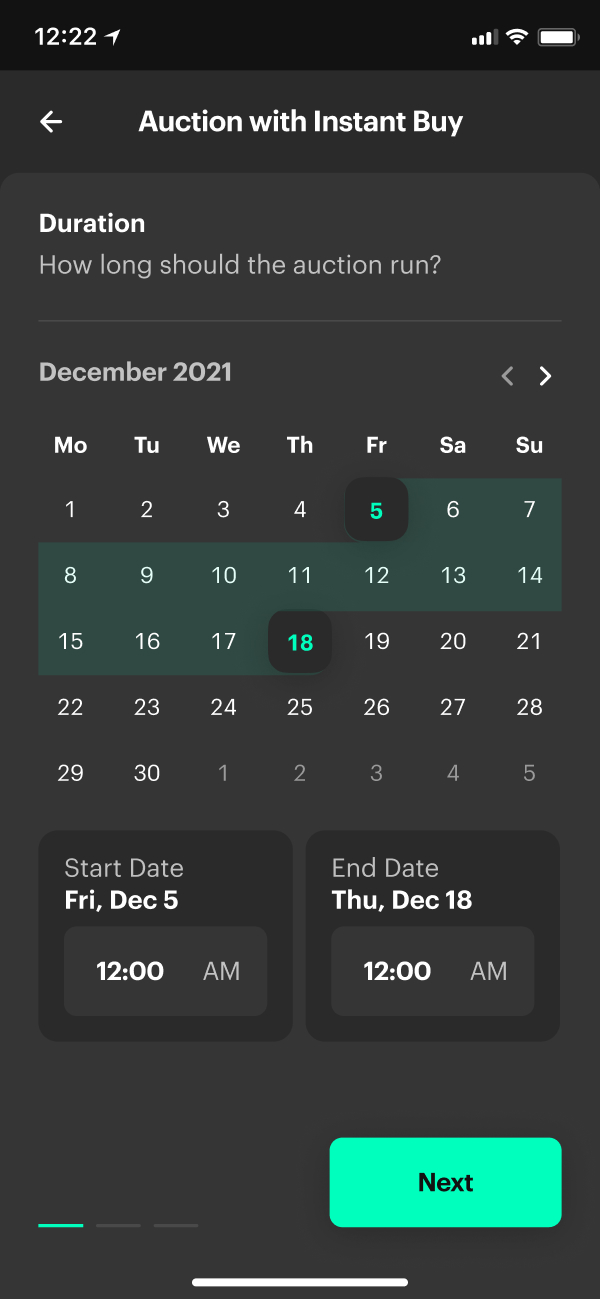 12:22
Auction with Instant Buy
Duration
How long should the auction run?
December 2021
Mo Tu We Th Fr Sa Su
1 2 3 4 5 6 7
8 9 10 11 12 13 14
15 16 17 18 19 20 21
22 23 24 25 26 27 28
29 30 1 2 3 4 5
Start Date
Fri, Dec 5
12:00 AM
End Date
Thu, Dec 18
12:00 AM
Next